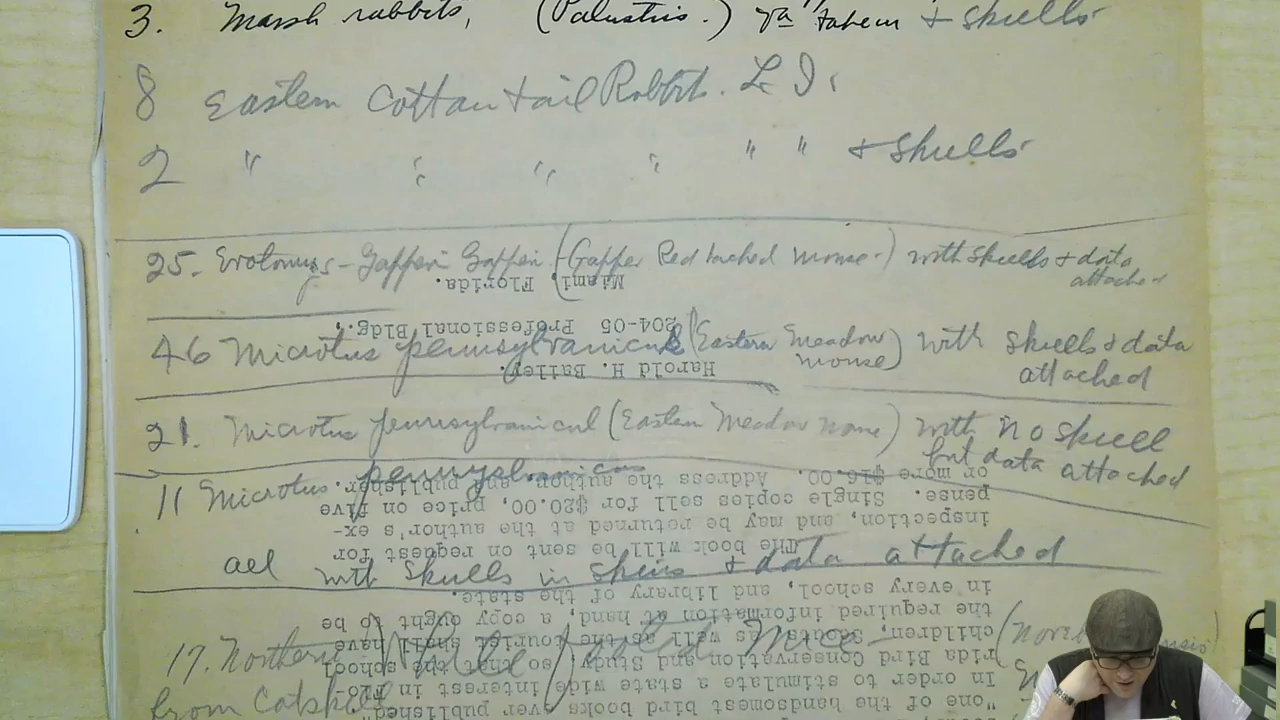 3. Marsh rabbits, (Palustris.) Va taken & skulls
8 Eastern Cottontail Rabbit. L I.
2 " " " " " " & skulls
25. Evotomys - Gapperi Gapperi (Gapper Red backed mouse.) with skulls & data attached
46 Microtus pennsylvanicus (Eastern Meadow mouse) with skulls & data attached
21. Microtus pennsylvanicus (Eastern Meadow mouse) with no skull but data attached
11 Microtus. pennsylvanicus
all with skulls in skins & data attached
17. Northern White footed Mice
from Catskill
"one of the handsomest bird books ever published."
In order to stimulate a state wide interest in Flo-
rida Bird Conservation and Study (so that the school
children, Scouts, as well as the tourist shall have
the required information at hand, a copy ought to be
in every school, and library of the state.
The book will be sent on request for
inspection, and may be returned at the author's ex-
pense. Single copies sell for $20.00, price on five
or more $16.00. Address the author and publisher.
Harold H. Bailey.
204-05 Professional Bldg.,
Miami, Florida.